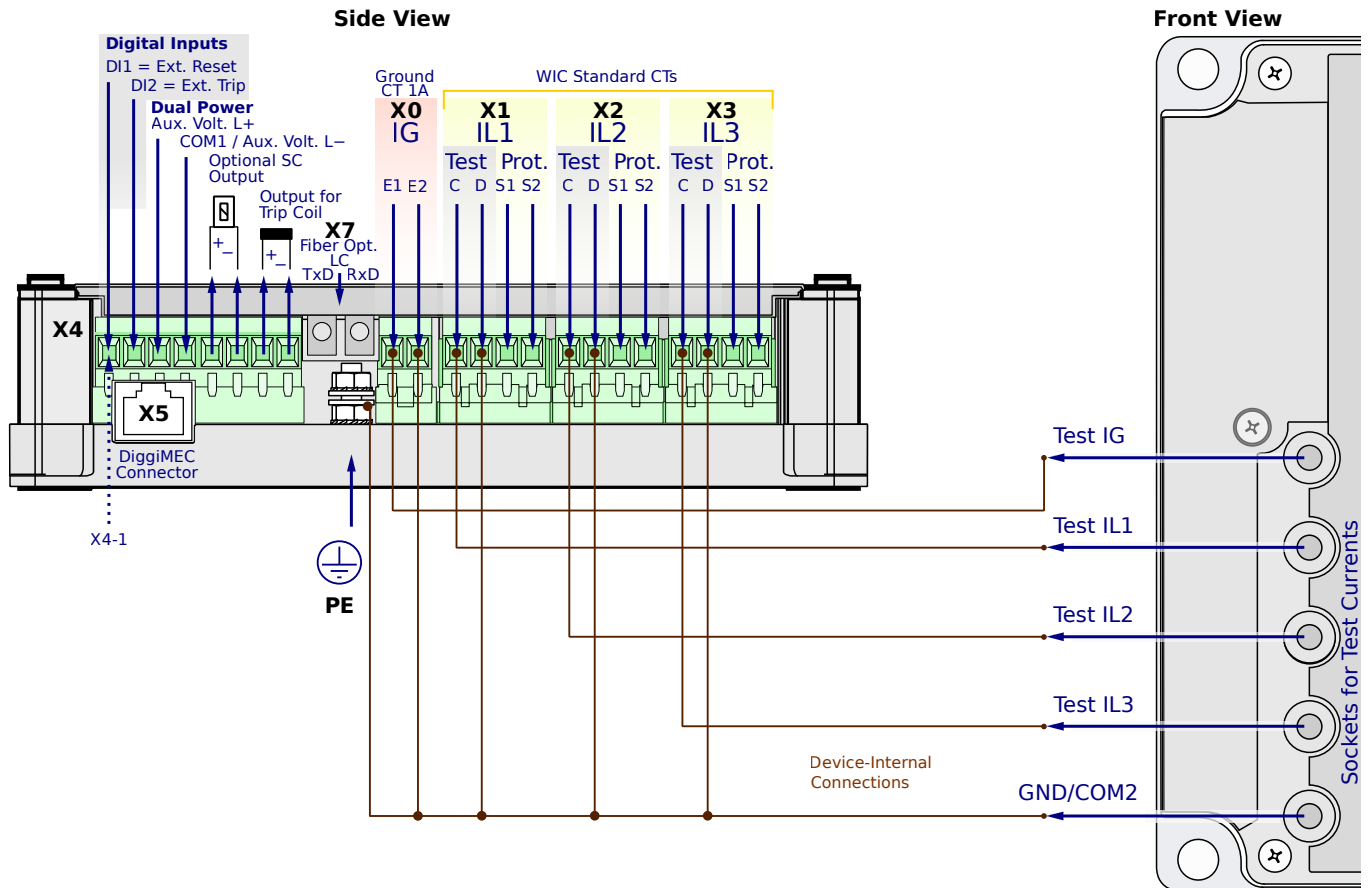 Side View
Front View
Digital Inputs
DI1 = Ext. Reset
DI2 = Ext. Trip
Dual Power
Aux. Volt. L+
COM1 / Aux. Volt. L−
Optional SC
Output
+
−
Output for
Trip Coil
+
−
X7
Fiber Opt.
LC
TxD RxD
Ground
CT 1A
X0
IG
E1 E2
WIC Standard CTs
X1
IL1
Test Prot.
C D S1 S2
X2
IL2
Test Prot.
C D S1 S2
X3
IL3
Test Prot.
C D S1 S2
X4
X5
DiggiMEC
Connector
X4-1
PE
Test IG
Test IL1
Test IL2
Test IL3
GND/COM2
Device-Internal
Connections
Sockets for Test Currents